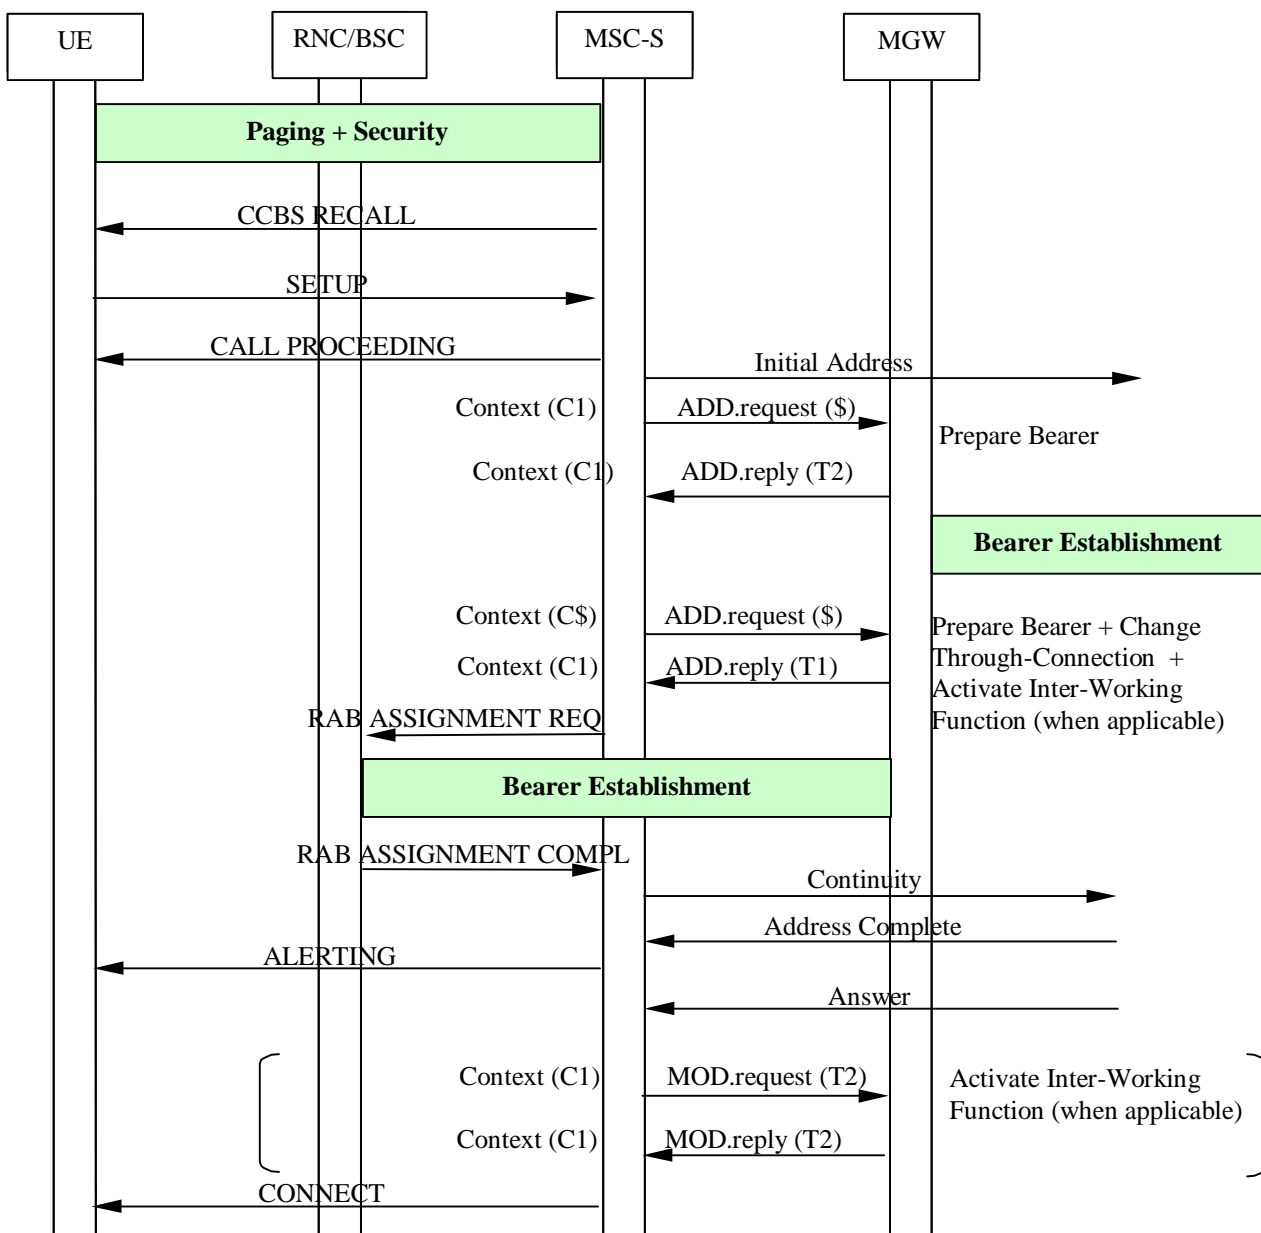 UE
RNC/BSC
MSC-S
MGW
Paging + Security
CCBS RECALL
SETUP
CALL PROCEEDING
Initial Address
Context (C1)
ADD.request ($)
Prepare Bearer
Context (C1)
ADD.reply (T2)
Bearer Establishment
Context (C$)
ADD.request ($)
Prepare Bearer + Change
Through-Connection +
Activate Inter-Working
Function (when applicable)
Context (C1)
ADD.reply (T1)
RAB ASSIGNMENT REQ
Bearer Establishment
RAB ASSIGNMENT COMPL
Continuity
Address Complete
ALERTING
Answer
Context (C1)
MOD.request (T2)
Activate Inter-Working
Function (when applicable)
Context (C1)
MOD.reply (T2)
CONNECT